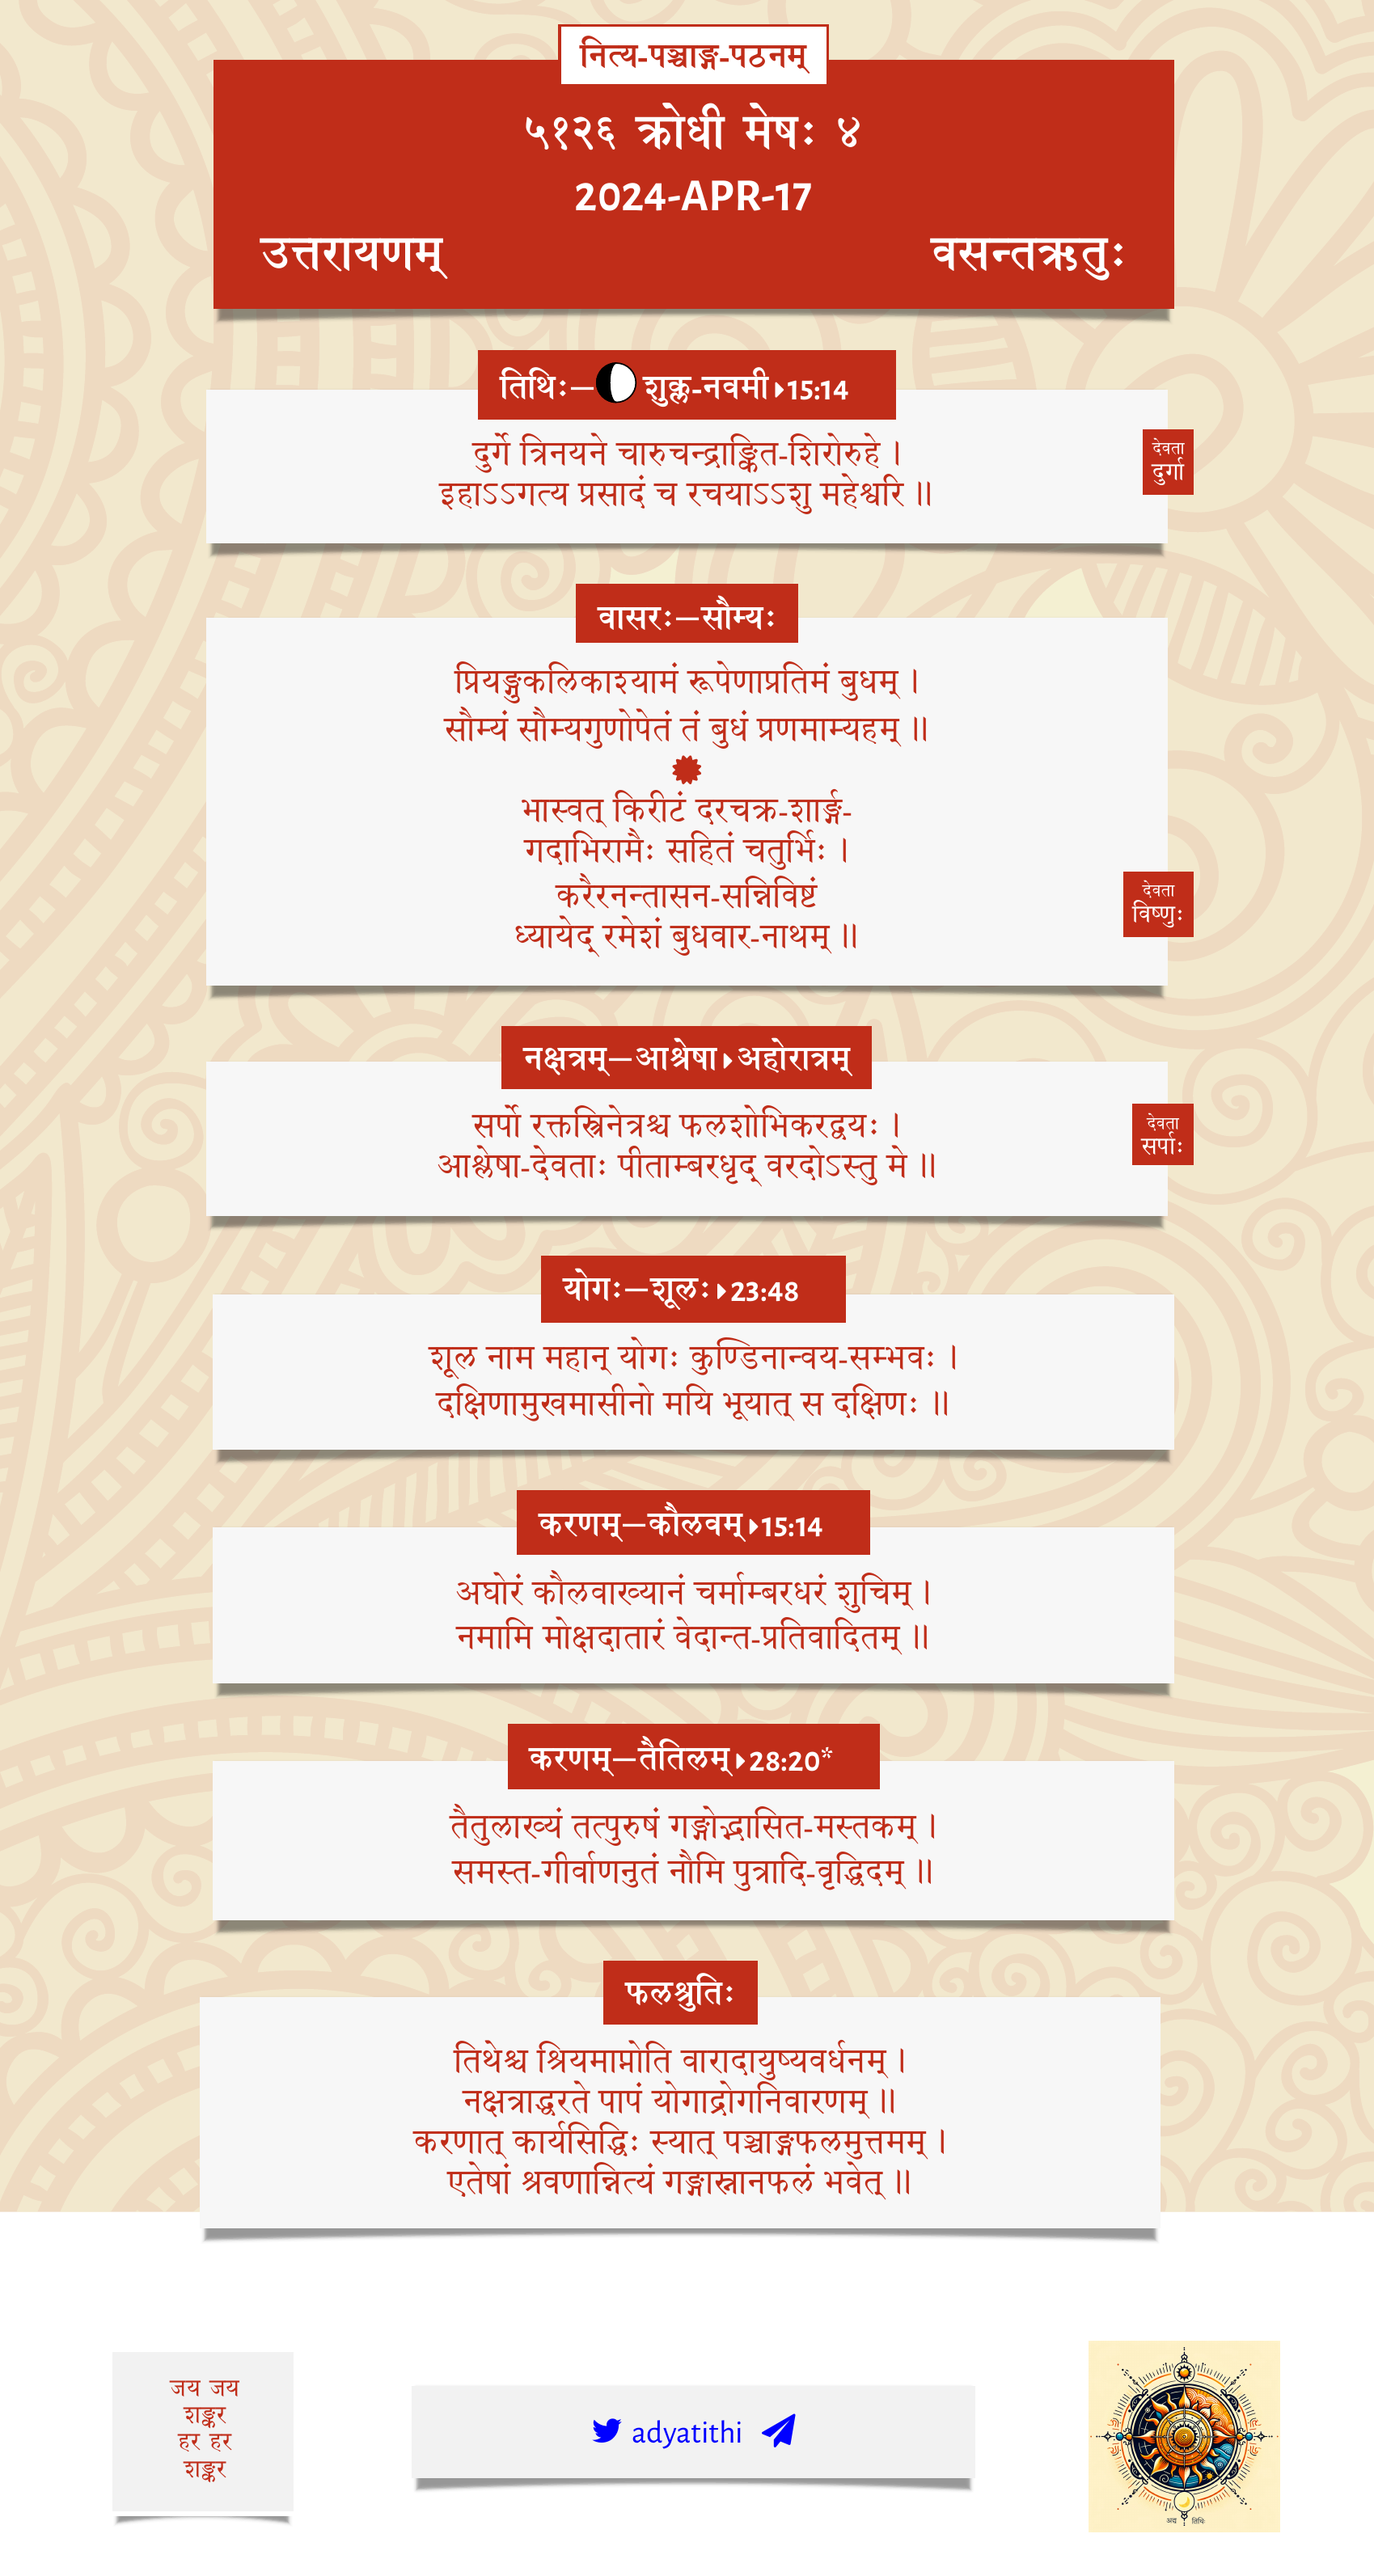 नित्य-पञ्चाङ्ग-पठनम्
५१२६ क्रोधी मेषः ४
2024-APR-17
उत्तरायणम्
वसन्तऋतुः
तिथिः—शुक्ल-नवमी 15:14
दुर्गे त्रिनयने चारुचन्द्राङ्कित-शिरोरुहे ।
इहाऽऽगत्य प्रसादं च रचयाऽऽशु महेश्वरि ॥
देवता
दुर्गा
वासरः—सौम्यः
प्रियङ्गुकलिकाश्यामं रूपेणाप्रतिमं बुधम् ।
सौम्यं सौम्यगुणोपेतं तं बुधं प्रणमाम्यहम् ॥
भास्वत् किरीटं दरचक्र-शार्ङ्ग-
गदाभिरामैः सहितं चतुर्भिः ।
करैरनन्तासन-सन्निविष्टं
ध्यायेद् रमेशं बुधवार-नाथम् ॥
देवता
विष्णुः
नक्षत्रम्—आश्रेषा अहोरात्रम्
सर्पो रक्तस्त्रिनेत्रश्च फलशोभिकरद्वयः ।
आश्लेषा-देवताः पीताम्बरधृद् वरदोऽस्तु मे ॥
देवता
सर्पाः
योगः—शूलः 23:48
शूल नाम महान् योगः कुण्डिनान्वय-सम्भवः ।
दक्षिणामुखमासीनो मयि भूयात् स दक्षिणः ॥
करणम्—कौलवम् 15:14
अघोरं कौलवाख्यानं चर्माम्बरधरं शुचिम् ।
नमामि मोक्षदातारं वेदान्त-प्रतिवादितम् ॥
करणम्—तैतिलम् 28:20*
तैतुलाख्यं तत्पुरुषं गङ्गोद्भासित-मस्तकम् ।
समस्त-गीर्वाणनुतं नौमि पुत्रादि-वृद्धिदम् ॥
फलश्रुतिः
तिथेश्च श्रियमाप्नोति वारादायुष्यवर्धनम् ।
नक्षत्राद्धरते पापं योगाद्रोगनिवारणम् ॥
करणात् कार्यसिद्धिः स्यात् पञ्चाङ्गफलमुत्तमम् ।
एतेषां श्रवणान्नित्यं गङ्गास्नानफलं भवेत् ॥
जय जय
शङ्कर
हर हर
शङ्कर
adyatithi
अद्य तिथिः